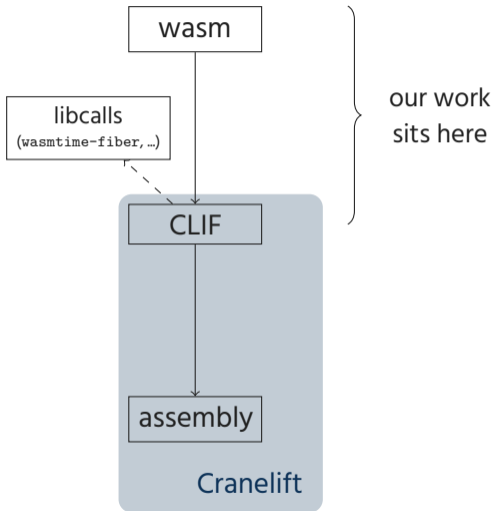 wasm
libcalls
(wasmtime-fiber, …)
our work
sits here
CLIF
assembly
Cranelift